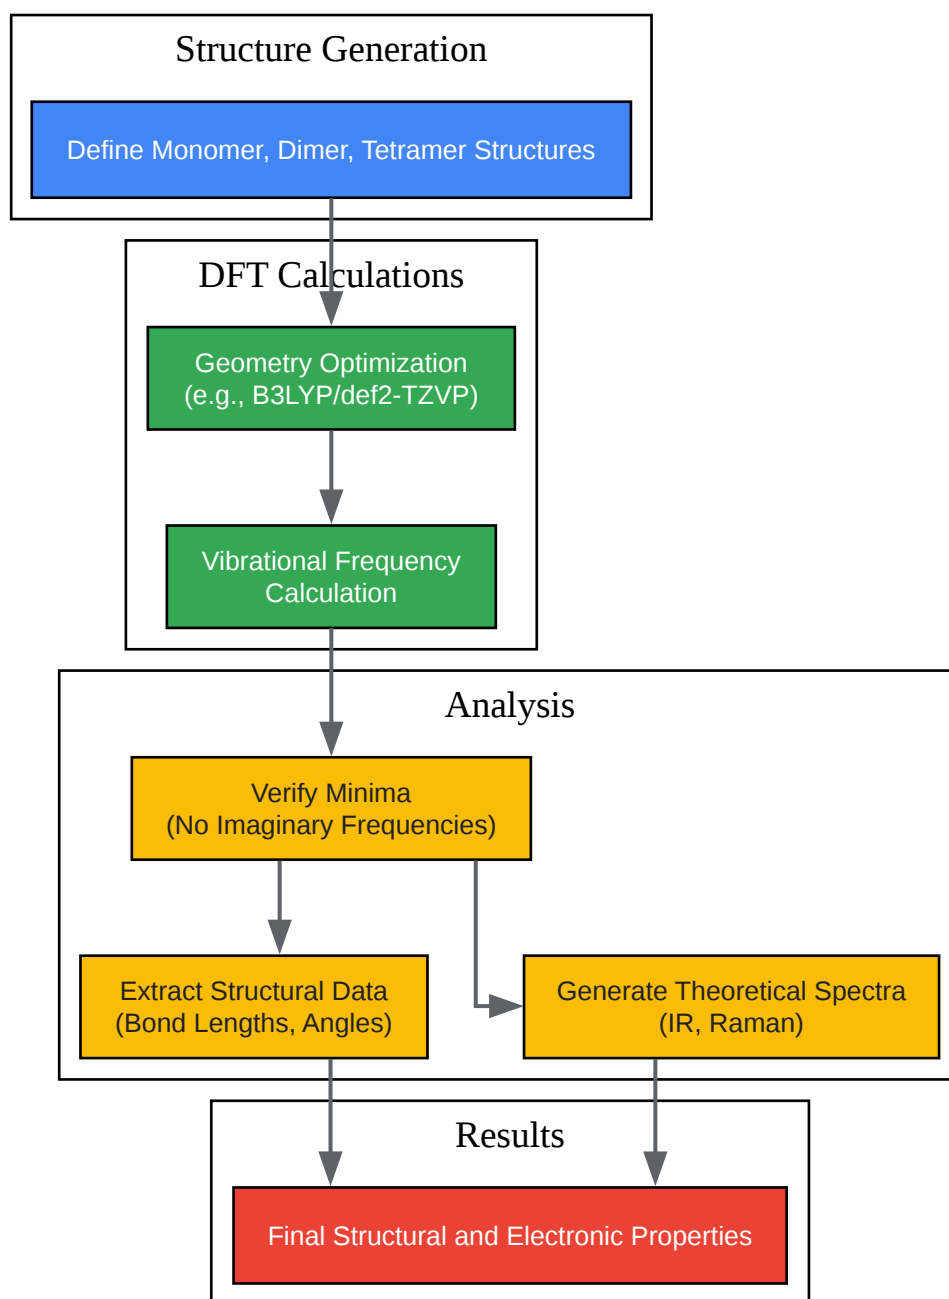 Structure Generation
Define Monomer, Dimer, Tetramer Structures
DFT Calculations
Geometry Optimization
(e.g., B3LYP/def2-TZVP)
Vibrational Frequency
Calculation
Analysis
Verify Minima
(No Imaginary Frequencies)
Extract Structural Data
(Bond Lengths, Angles)
Generate Theoretical Spectra
(IR, Raman)
Results
Final Structural and Electronic Properties